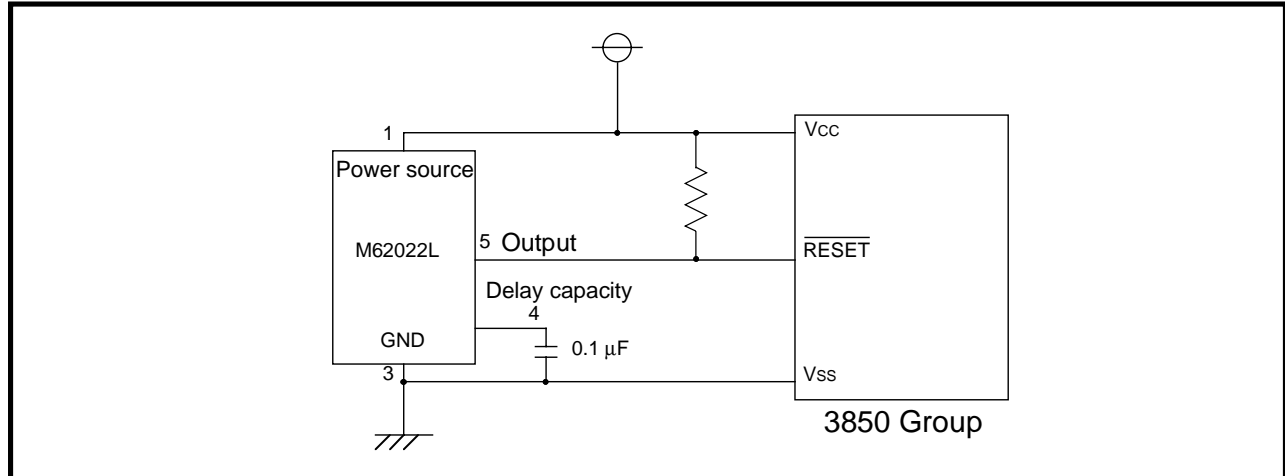 1
Vcc
Power source
M62022L
5 Output
RESET
Delay capacity
4
GND
0.1 μF
3
Vss
3850 Group